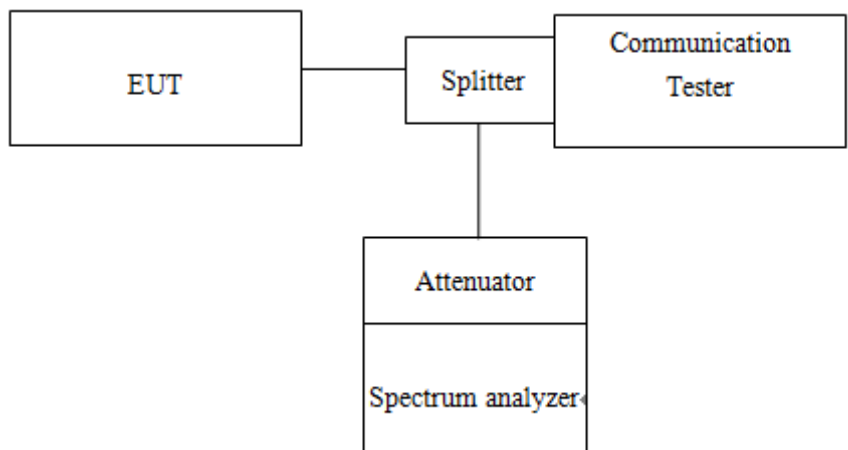 EUT
Splitter
Communication
Tester
Attenuator
Spectrum analyzer